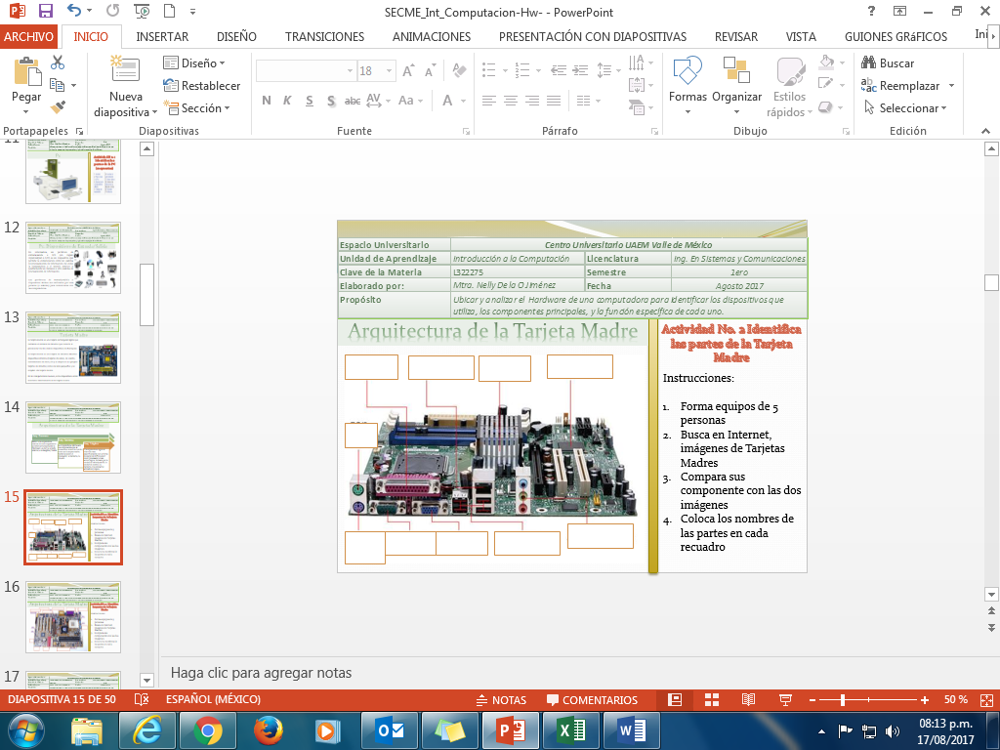 SECME_Int_Computacion-Hw- - PowerPoint
ARCHIVO INICIO INSERTAR DISEÑO TRANSICIONES ANIMACIONES PRESENTACIÓN CON DIAPOSITIVAS REVISAR VISTA GUIONES GRáFICOS Ini
Pegar
Nueva diapositiva
Diseño
Restablecer
Sección
18
N K S S abc AV Aa A
Formas Organizar Estilos rápidos
Buscar
Reemplazar
Seleccionar
Portapapeles Diapositivas Fuente Párrafo Dibujo Edición
11
12
13
14
15
16
17
Espacio Universitario Centro Universitario UAEM Valle de México
Unidad de Aprendizaje Introducción a la Computación Licenclatura Ing. En Sistemas y Comunicaciones
Clave de la Materia L322275 Semestre 1ero
Elaborado por: Mtra. Nelly De la O Jiménez Fecha Agosto 2017
Propósito Ubicar y analizar el Hardware de una computadora para identificar los dispositivos que
utiliza, los componentes principales, y la función específica de cada uno.
Arquitectura de la Tarjeta Madre
Actividad No. 2 Identifica
las partes de la Tarjeta
Madre
Instrucciones:
1. Forma equipos de 5
personas
2. Busca en Internet,
imágenes de Tarjetas
Madres
3. Compara sus
componente con las dos
imágenes
4. Coloca los nombres de
las partes en cada
recuadro
Haga clic para agregar notas
DIAPOSITIVA 15 DE 50 ESPAÑOL (MÉXICO) NOTAS COMENTARIOS 50 %
08:13 p.m.
17/08/2017